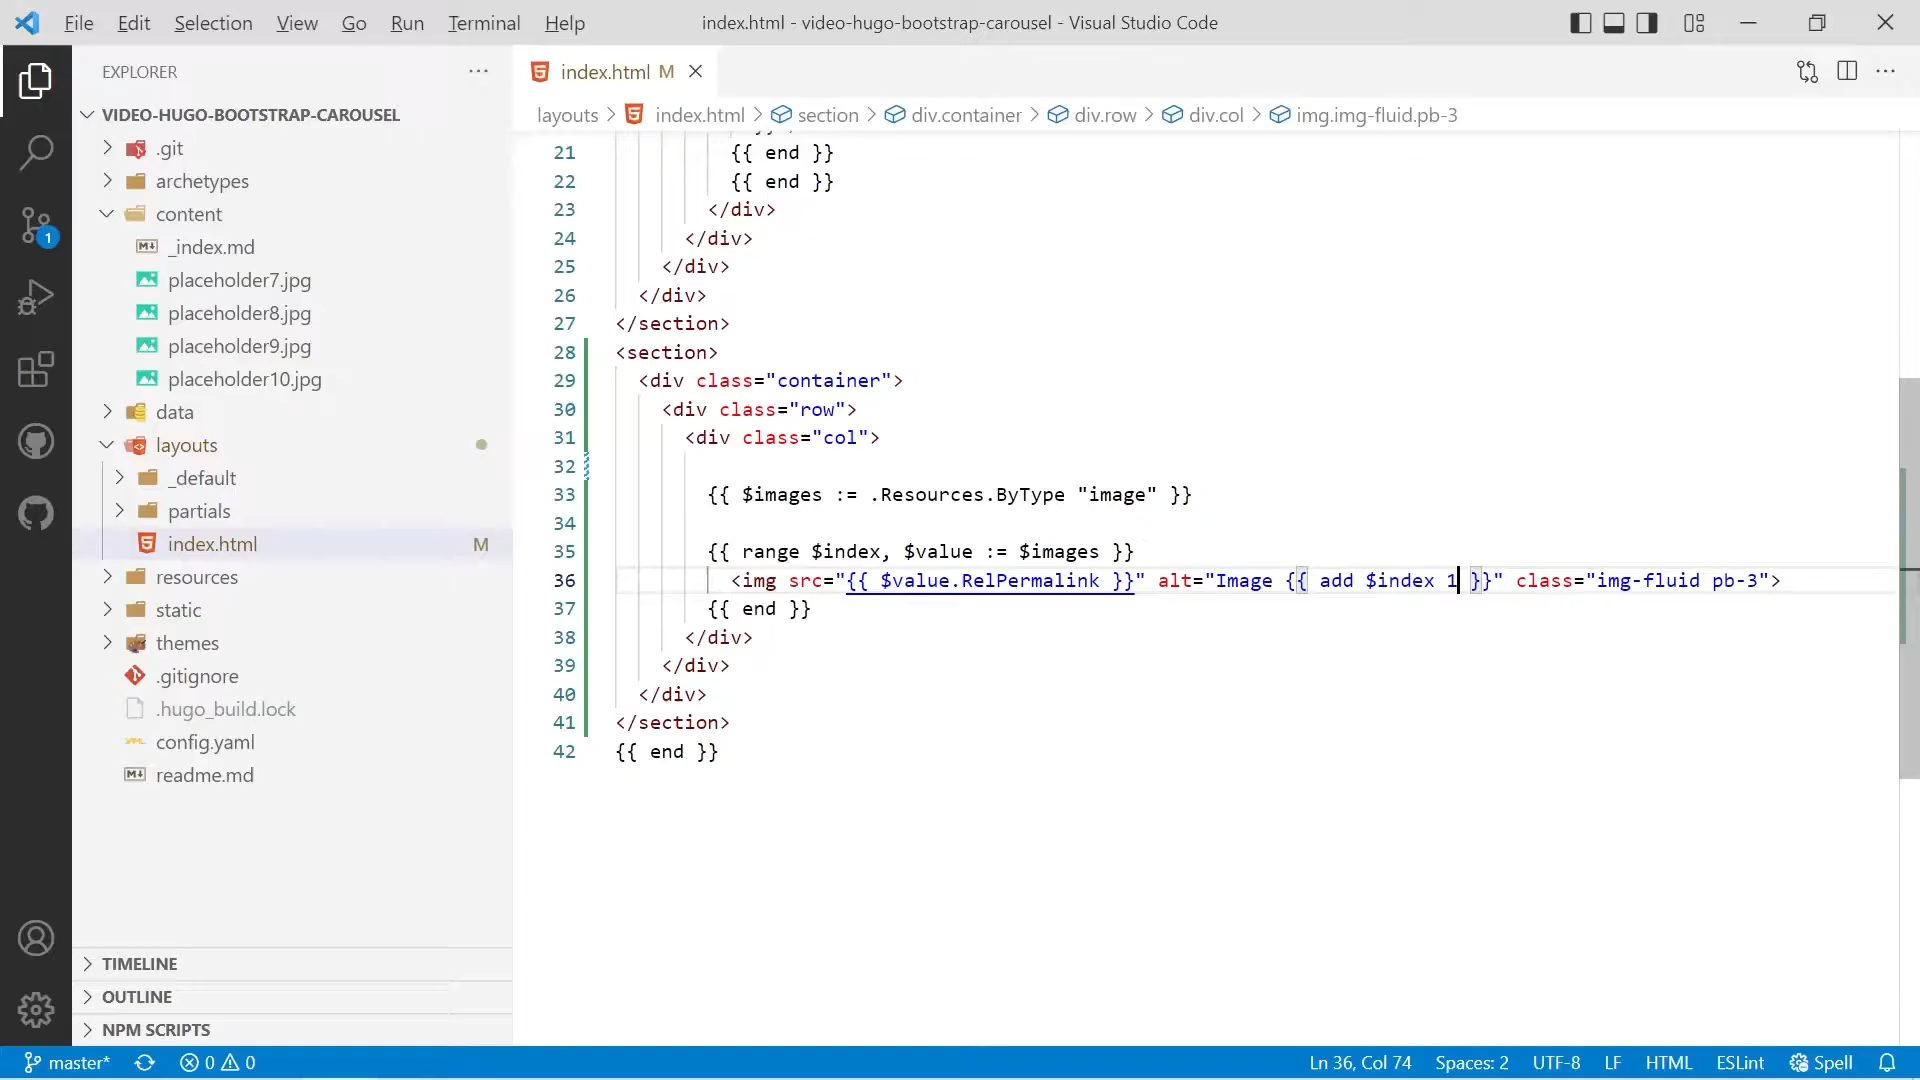 File Edit Selection View Go Run Terminal Help
index.html - video-hugo-bootstrap-carousel - Visual Studio Code
EXPLORER
VIDEO-HUGO-BOOTSTRAP-CAROUSEL
.git
archetypes
content
_index.md
placeholder7.jpg
placeholder8.jpg
placeholder9.jpg
placeholder10.jpg
data
layouts
_default
partials
index.html M
resources
static
themes
.gitignore
.hugo_build.lock
config.yaml
readme.md
TIMELINE
OUTLINE
NPM SCRIPTS
1
index.html M
layouts > index.html > section > div.container > div.row > div.col > img.img-fluid.pb-3
21 {{ end }}
22 {{ end }}
23 </div>
24 </div>
25 </div>
26 </div>
27 </section>
28 <section>
29 <div class="container">
30 <div class="row">
31 <div class="col">
32
33 {{ $images := .Resources.ByType "image" }}
34
35 {{ range $index, $value := $images }}
36 <img src="{{ $value.RelPermalink }}" alt="Image {{ add $index 1 }}" class="img-fluid pb-3">
37 {{ end }}
38 </div>
39 </div>
40 </div>
41 </section>
42 {{ end }}
master* 0 0
Ln 36, Col 74 Spaces: 2 UTF-8 LF HTML ESLint Spell